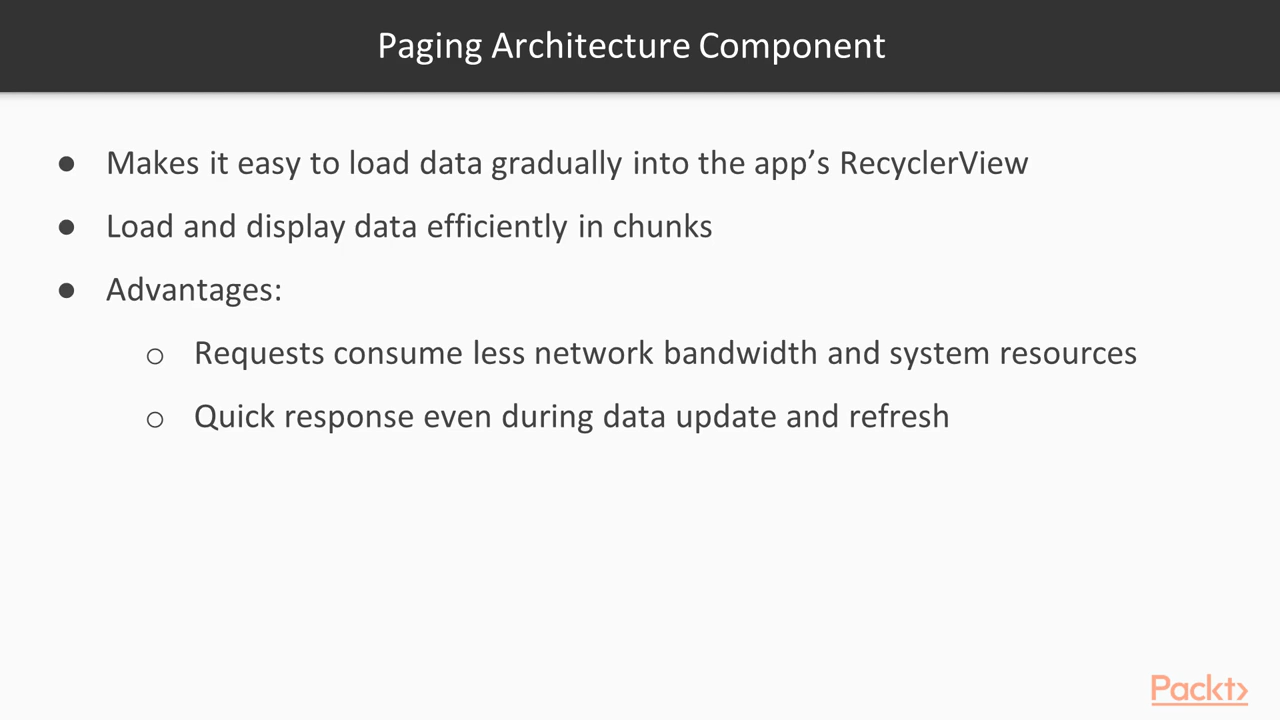 Paging Architecture Component
● Makes it easy to load data gradually into the app’s RecyclerView
● Load and display data efficiently in chunks
● Advantages:
○ Requests consume less network bandwidth and system resources
○ Quick response even during data update and refresh
Packt>